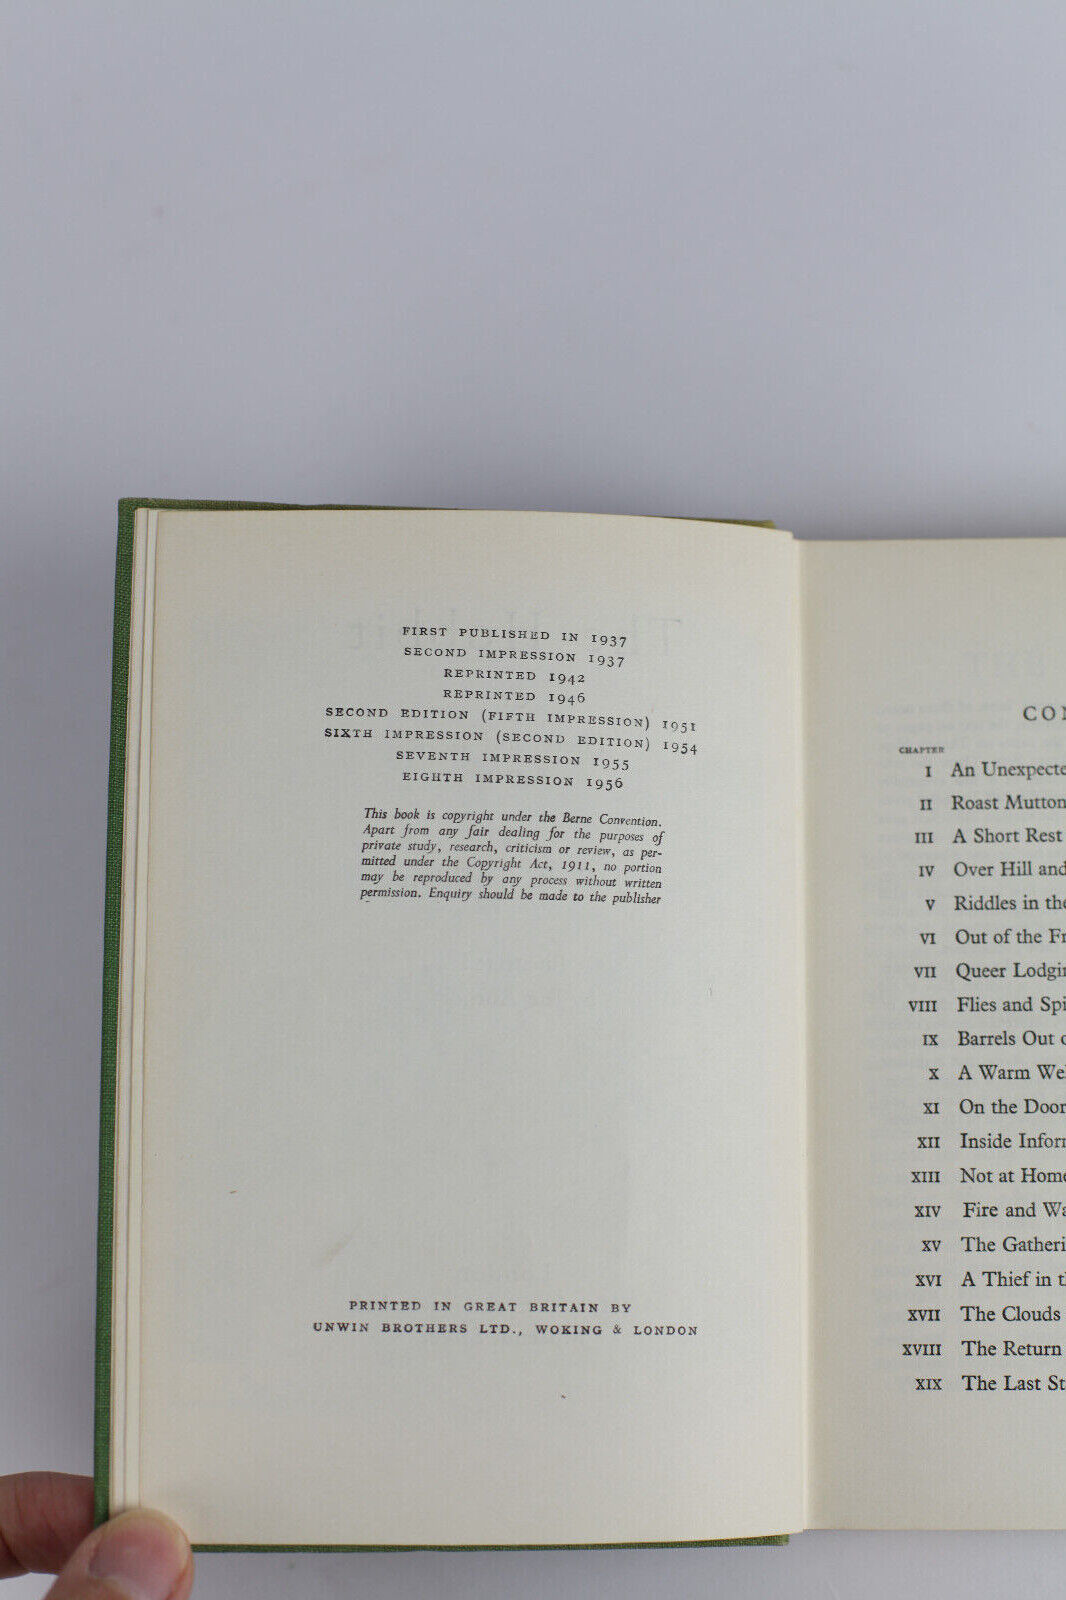 FIRST PUBLISHED IN 1937
SECOND IMPRESSION 1937
REPRINTED 1942
REPRINTED 1946
SECOND EDITION (FIFTH IMPRESSION) 1951
SIXTH IMPRESSION (SECOND EDITION) 1954
SEVENTH IMPRESSION 1955
EIGHTH IMPRESSION 1956
This book is copyright under the Berne Convention.
Apart from any fair dealing for the purposes of
private study, research, criticism or review, as per-
mitted under the Copyright Act, 1911, no portion
may be reproduced by any process without written
permission. Enquiry should be made to the publisher
PRINTED IN GREAT BRITAIN BY
UNWIN BROTHERS LTD., WOKING & LONDON
CON
CHAPTER
I An Unexpecte
II Roast Mutton
III A Short Rest
IV Over Hill and
V Riddles in the
VI Out of the Fr
VII Queer Lodgin
VIII Flies and Spi
IX Barrels Out o
X A Warm Wel
XI On the Door
XII Inside Infor
XIII Not at Home
XIV Fire and Wa
XV The Gatheri
XVI A Thief in t
XVII The Clouds
XVIII The Return
XIX The Last St